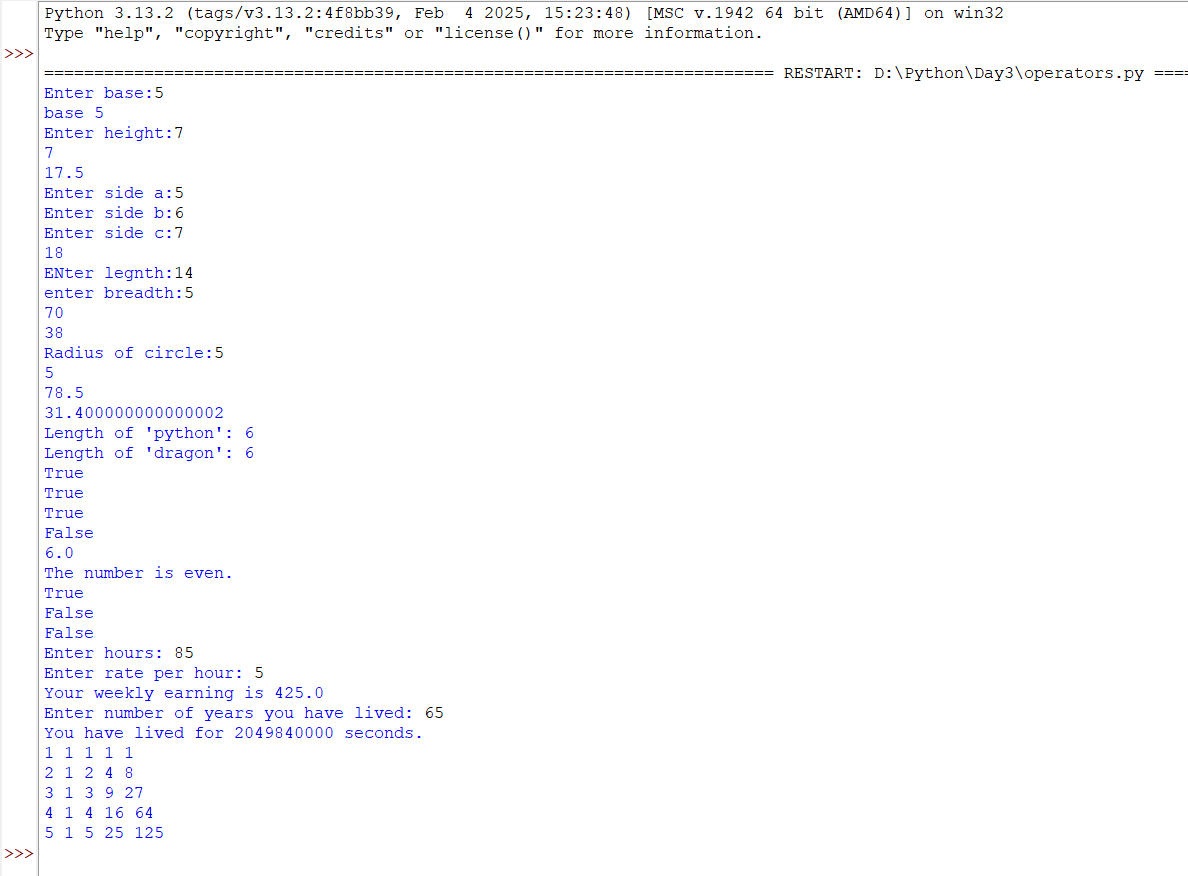 Python 3.13.2 (tags/v3.13.2:4f8bb39, Feb  4 2025, 15:23:48) [MSC v.1942 64 bit (AMD64)] on win32
Type "help", "copyright", "credits" or "license()" for more information.
>>>
========================================================================= RESTART: D:\Python\Day3\operators.py ====
Enter base:5
base 5
Enter height:7
7
17.5
Enter side a:5
Enter side b:6
Enter side c:7
18
ENter legnth:14
enter breadth:5
70
38
Radius of circle:5
5
78.5
31.400000000000002
Length of 'python': 6
Length of 'dragon': 6
True
True
True
False
6.0
The number is even.
True
False
False
Enter hours: 85
Enter rate per hour: 5
Your weekly earning is 425.0
Enter number of years you have lived: 65
You have lived for 2049840000 seconds.
1 1 1 1 1
2 1 2 4 8
3 1 3 9 27
4 1 4 16 64
5 1 5 25 125
>>>